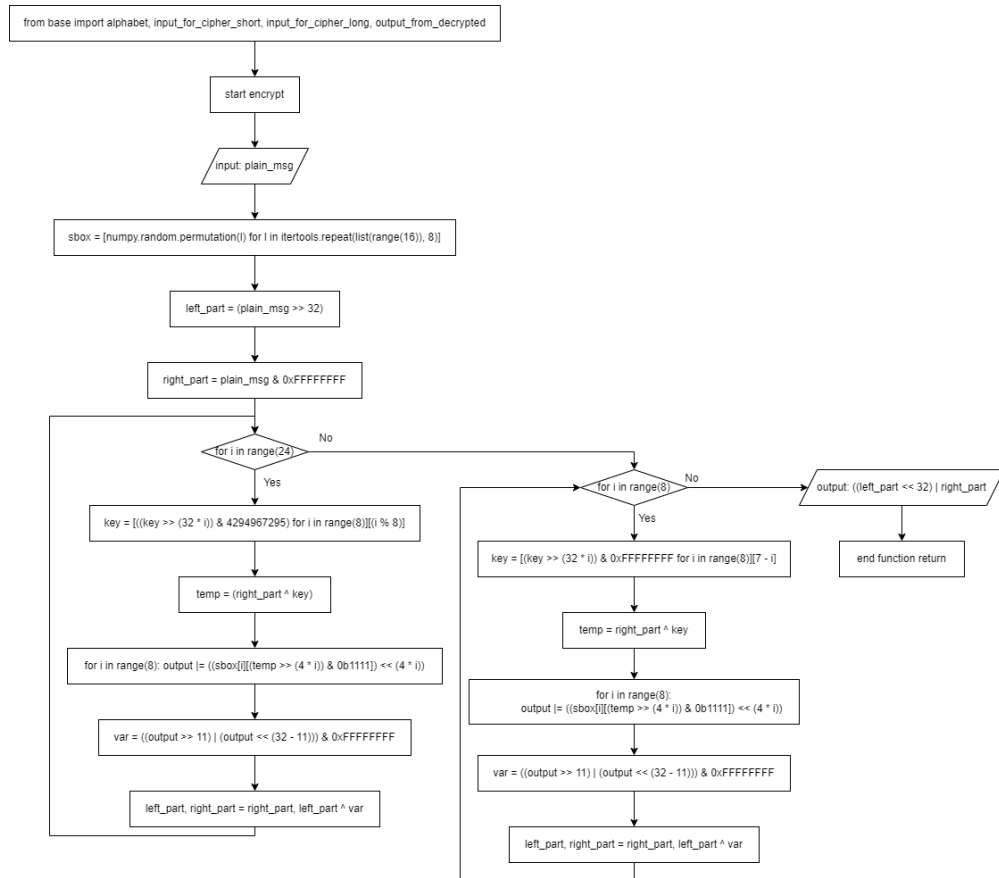 from base import alphabet, input_for_cipher_short, input_for_cipher_long, output_from_decrypted
start encrypt
input: plain_msg
sbox = [numpy.random.permutation(l) for l in itertools.repeat(list(range(16)), 8)]
left_part = (plain_msg >> 32)
right_part = plain_msg & 0xFFFFFFFF
for i in range(24)
No
Yes
key = [((key >> (32 * i)) & 4294967295) for i in range(8)][(i % 8)]
temp = (right_part ^ key)
for i in range(8): output |= ((sbox[i][(temp >> (4 * i)) & 0b1111]) << (4 * i))
var = ((output >> 11) | (output << (32 - 11))) & 0xFFFFFFFF
left_part, right_part = right_part, left_part ^ var
for i in range(8)
No
Yes
key = [(key >> (32 * i)) & 0xFFFFFFFF for i in range(8)][7 - i]
temp = right_part ^ key
for i in range(8):
output |= ((sbox[i][(temp >> (4 * i)) & 0b1111]) << (4 * i))
var = ((output >> 11) | (output << (32 - 11))) & 0xFFFFFFFF
left_part, right_part = right_part, left_part ^ var
output: ((left_part << 32) | right_part
end function return